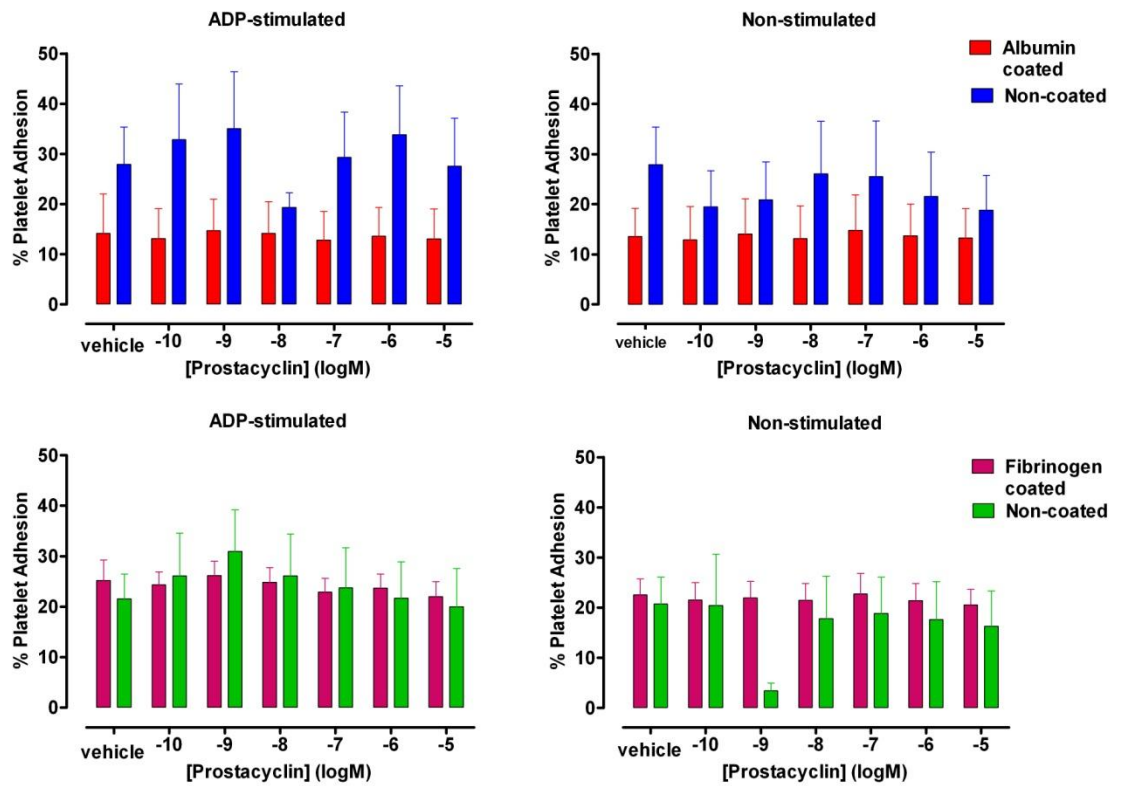 ADP-stimulated
50
40
30
20
10
0
% Platelet Adhesion
vehicle -10 -9 -8 -7 -6 -5
[Prostacyclin] (logM)
Non-stimulated
50
40
30
20
10
0
% Platelet Adhesion
vehicle -10 -9 -8 -7 -6 -5
[Prostacyclin] (logM)
Albumin
coated
Non-coated
ADP-stimulated
50
40
30
20
10
0
% Platelet Adhesion
vehicle -10 -9 -8 -7 -6 -5
[Prostacyclin] (logM)
Non-stimulated
50
40
30
20
10
0
% Platelet Adhesion
vehicle -10 -9 -8 -7 -6 -5
[Prostacyclin] (logM)
Fibrinogen
coated
Non-coated